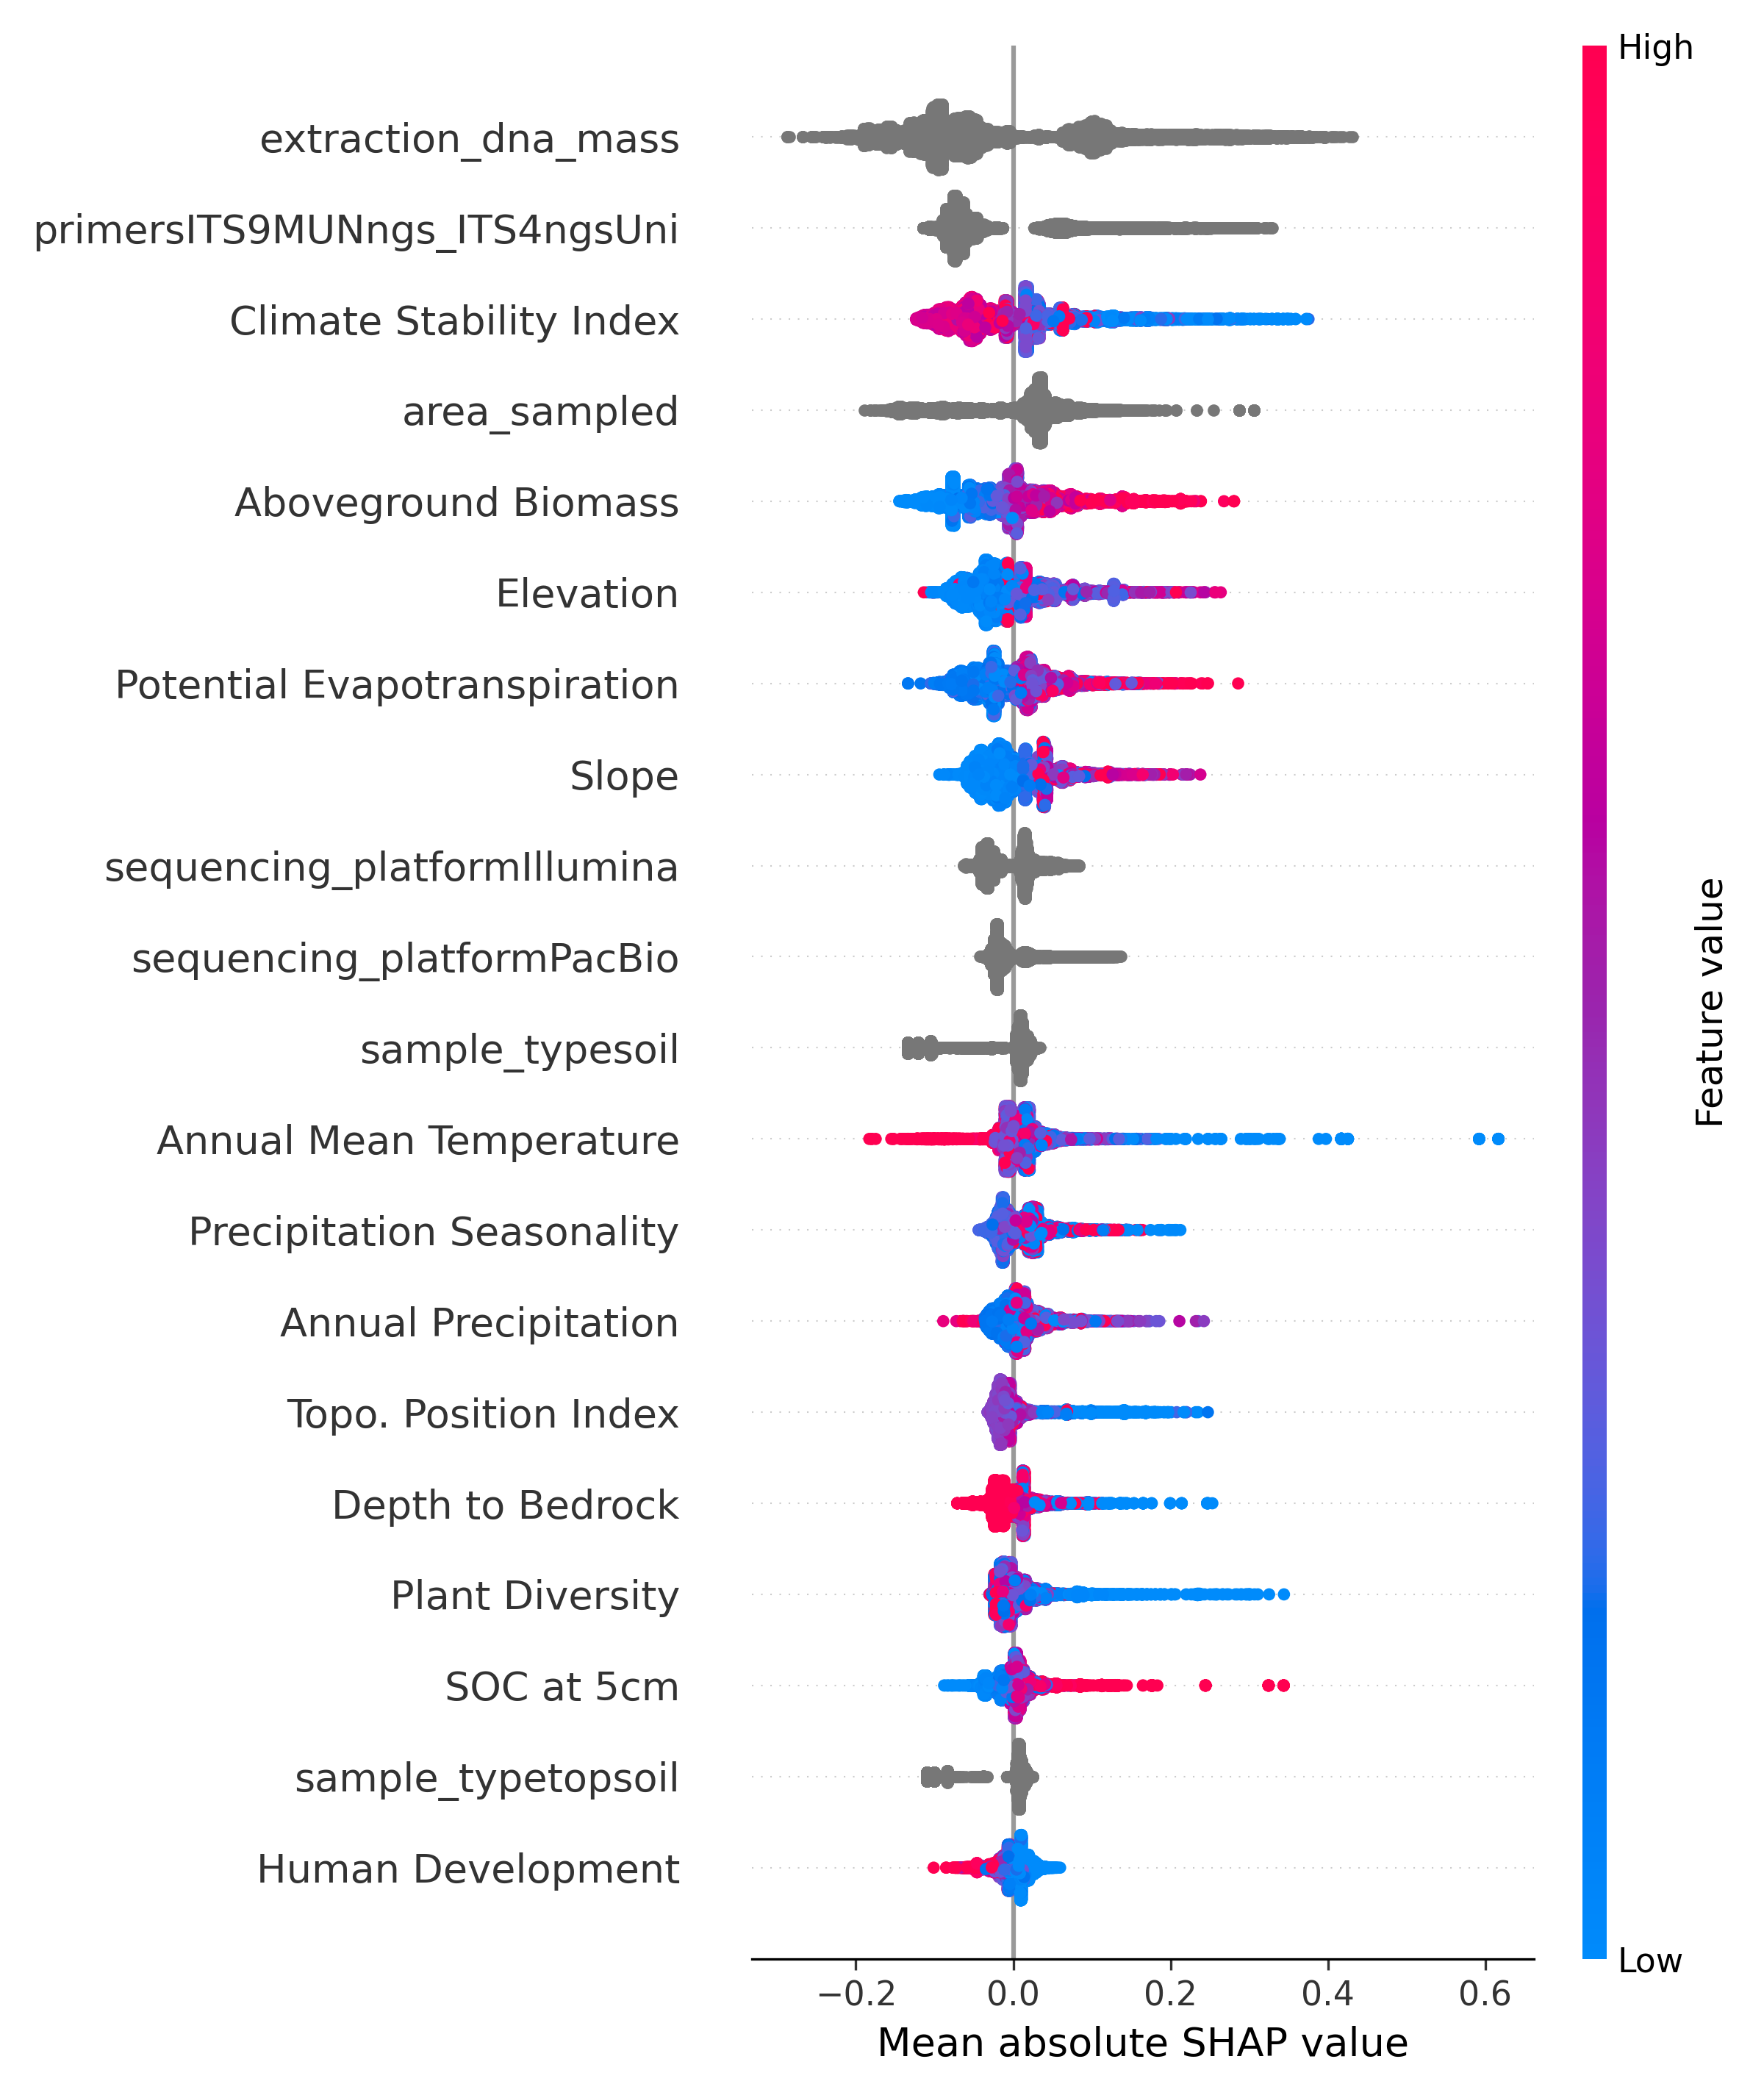 High
extraction_dna_mass
primersITS9MUNngs_ITS4ngsUni
Climate Stability Index
area_sampled
Aboveground Biomass
Elevation
Potential Evapotranspiration
Slope
sequencing_platformIllumina
sequencing_platformPacBio
sample_typesoil
Annual Mean Temperature
Precipitation Seasonality
Annual Precipitation
Topo. Position Index
Depth to Bedrock
Plant Diversity
SOC at 5cm
sample_typetopsoil
Human Development
Feature value
Low
−0.2 0.0 0.2 0.4 0.6
Mean absolute SHAP value